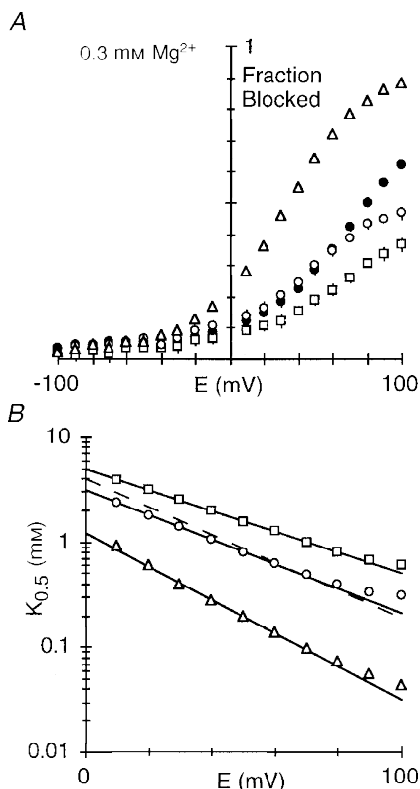 A
0.3 mM Mg2+
1
Fraction
Blocked
-100
E (mV)
100
B
10
1
0.1
0.01
K0.5 (mM)
0
E (mV)
100